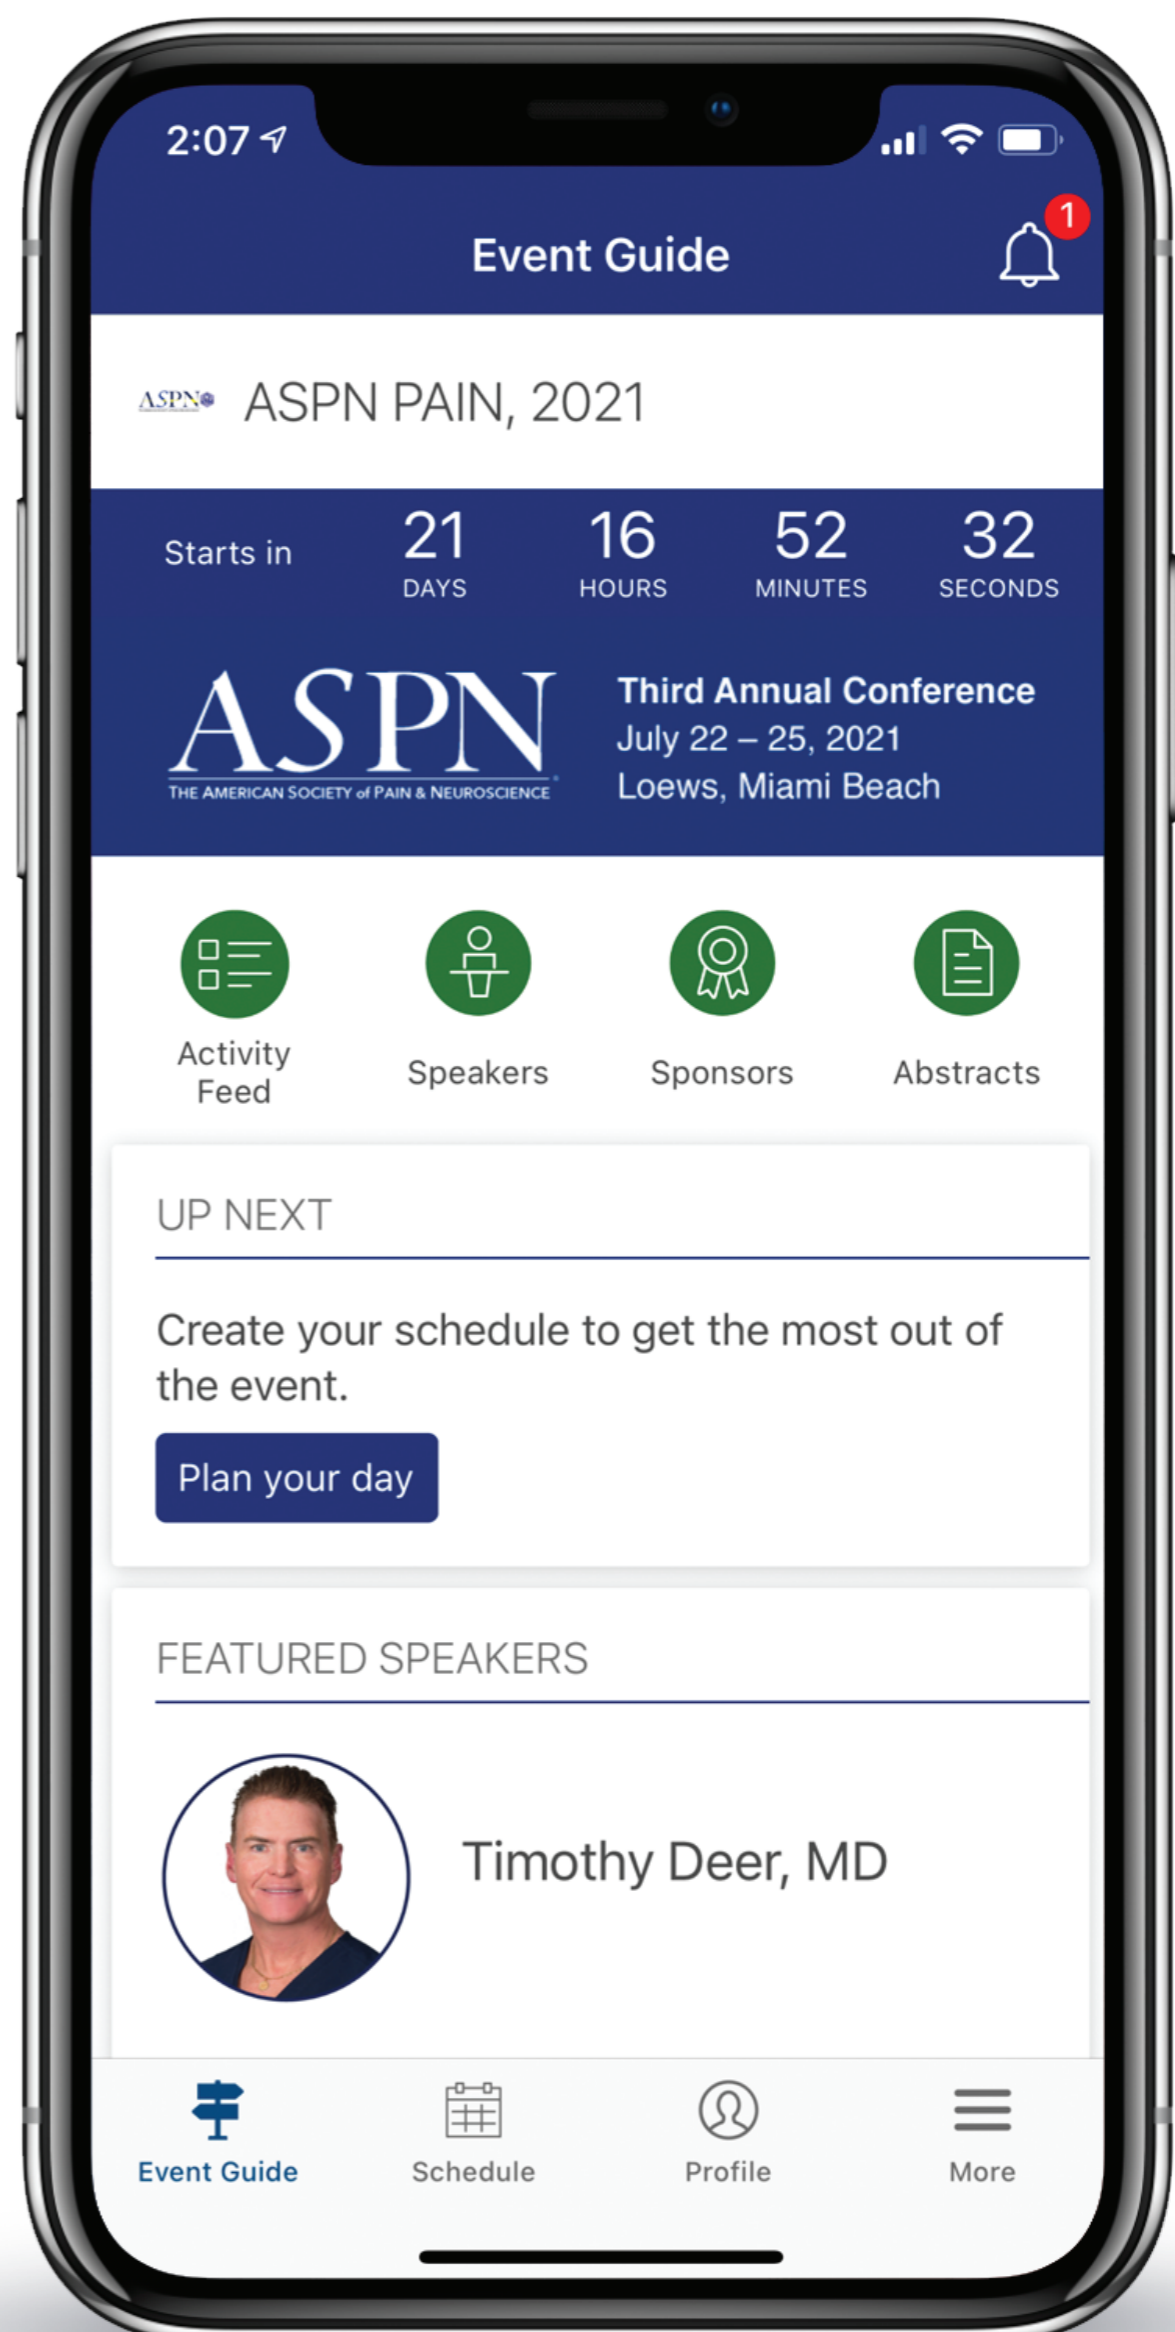 2:07
Event Guide
1
ASPN
ASPN PAIN, 2021
Starts in
21
DAYS
16
HOURS
52
MINUTES
32
SECONDS
ASPN
THE AMERICAN SOCIETY of PAIN & NEUROSCIENCE
Third Annual Conference
July 22 – 25, 2021
Loews, Miami Beach
Activity
Feed
Speakers
Sponsors
Abstracts
UP NEXT
Create your schedule to get the most out of
the event.
Plan your day
FEATURED SPEAKERS
Timothy Deer, MD
Event Guide
Schedule
Profile
More